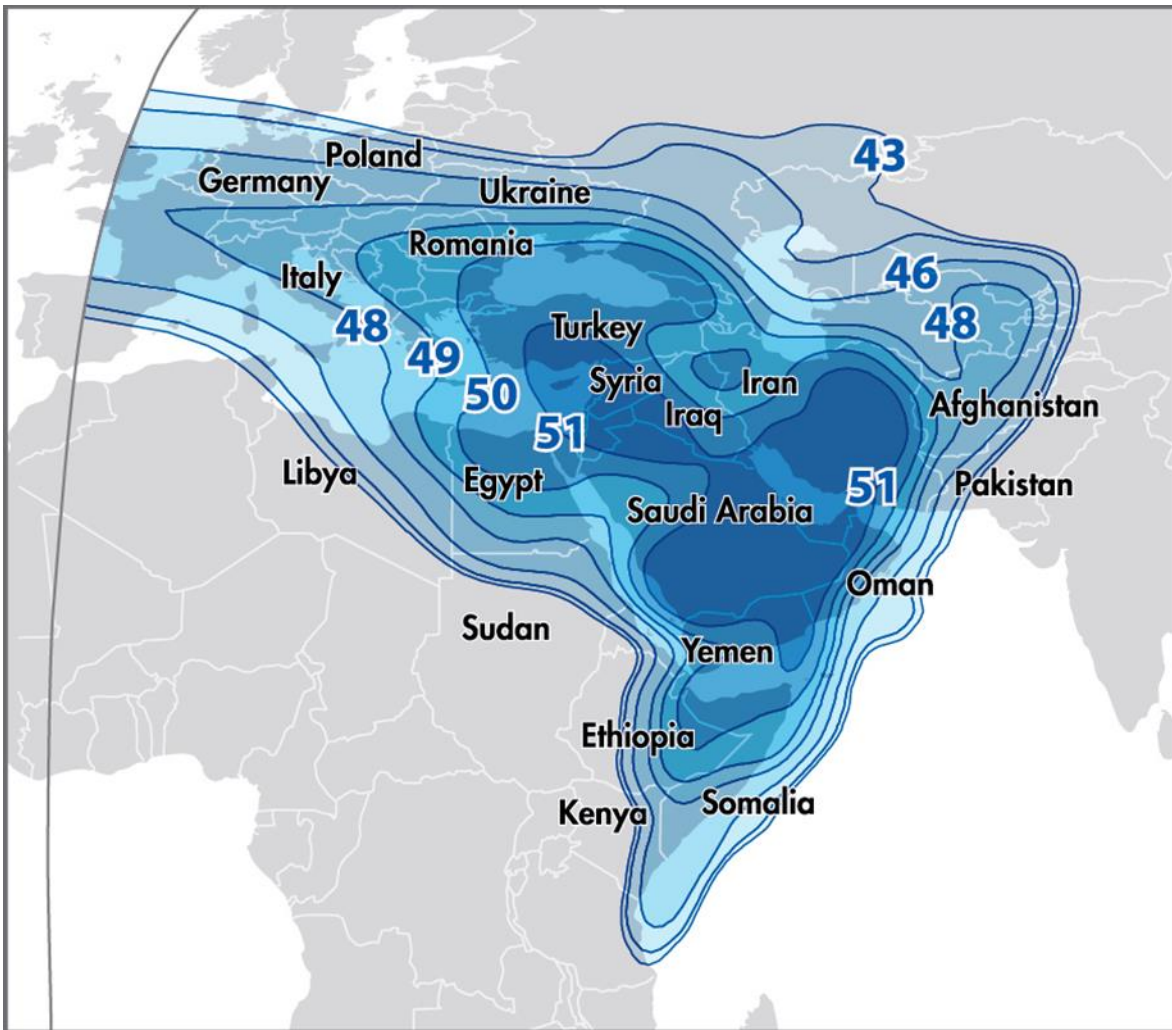 43
Poland
Germany
Ukraine
Romania
Italy
46
48
48
Turkey
49
Syria
Iran
50
Iraq
Afghanistan
51
Libya
Egypt
51
Pakistan
Saudi Arabia
Oman
Sudan
Yemen
Ethiopia
Kenya
Somalia